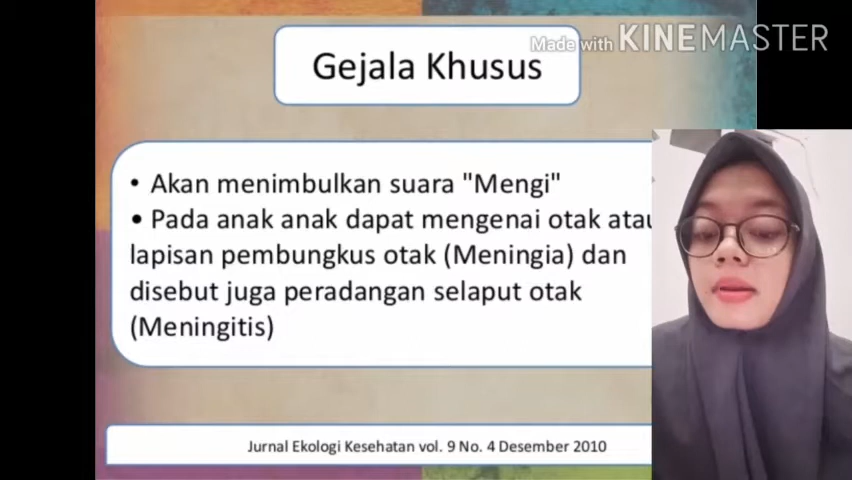 Made with KINEMASTER
Gejala Khusus
• Akan menimbulkan suara "Mengi"
• Pada anak anak dapat mengenai otak atau
lapisan pembungkus otak (Meningia) dan
disebut juga peradangan selaput otak
(Meningitis)
Jurnal Ekologi Kesehatan vol. 9 No. 4 Desember 2010